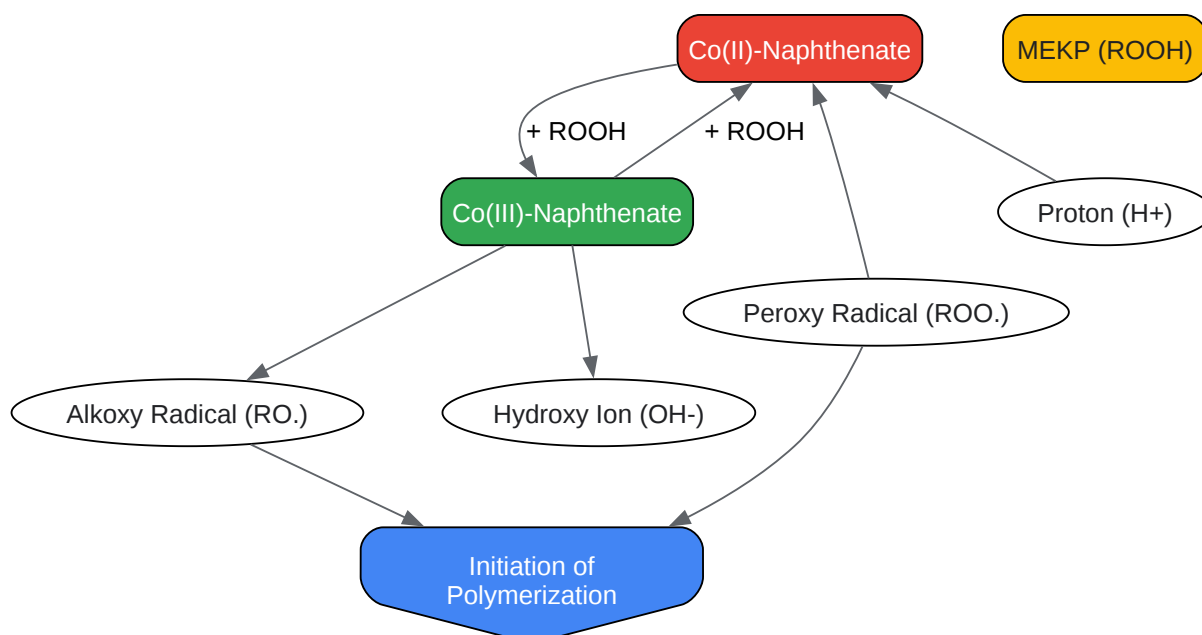 Co(II)-Naphthenate
MEKP (ROOH)
+ ROOH
+ ROOH
Co(III)-Naphthenate
Proton (H+)
Peroxy Radical (ROO.)
Alkoxy Radical (RO.)
Hydroxy Ion (OH-)
Initiation of
Polymerization